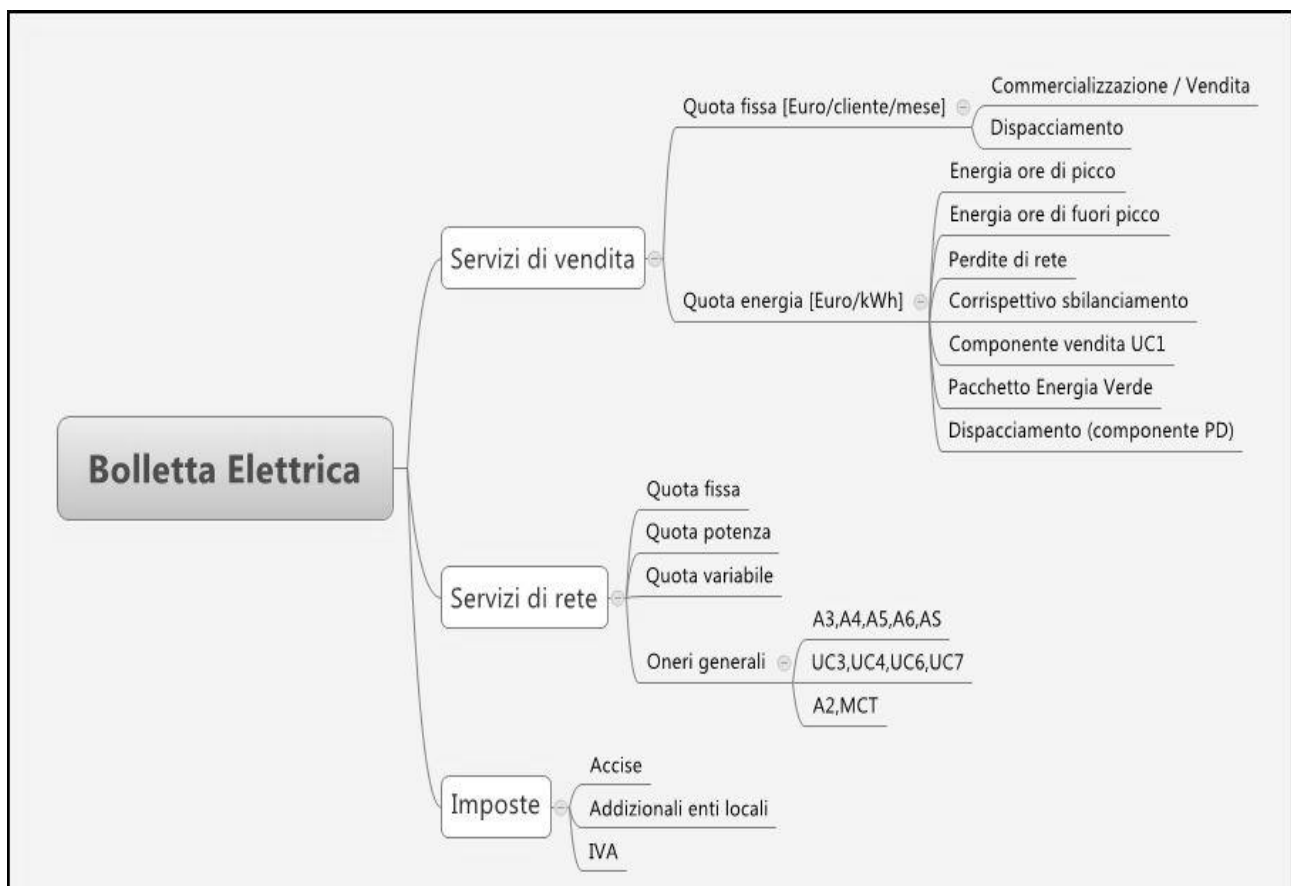 Bolletta Elettrica
Servizi di vendita
Quota fissa [Euro/cliente/mese]
Commercializzazione / Vendita
Dispacciamento
Quota energia [Euro/kWh]
Energia ore di picco
Energia ore di fuori picco
Perdite di rete
Corrispettivo sbilanciamento
Componente vendita UC1
Pacchetto Energia Verde
Dispacciamento (componente PD)
Servizi di rete
Quota fissa
Quota potenza
Quota variabile
Oneri generali
A3,A4,A5,A6,AS
UC3,UC4,UC6,UC7
A2,MCT
Imposte
Accise
Addizionali enti locali
IVA